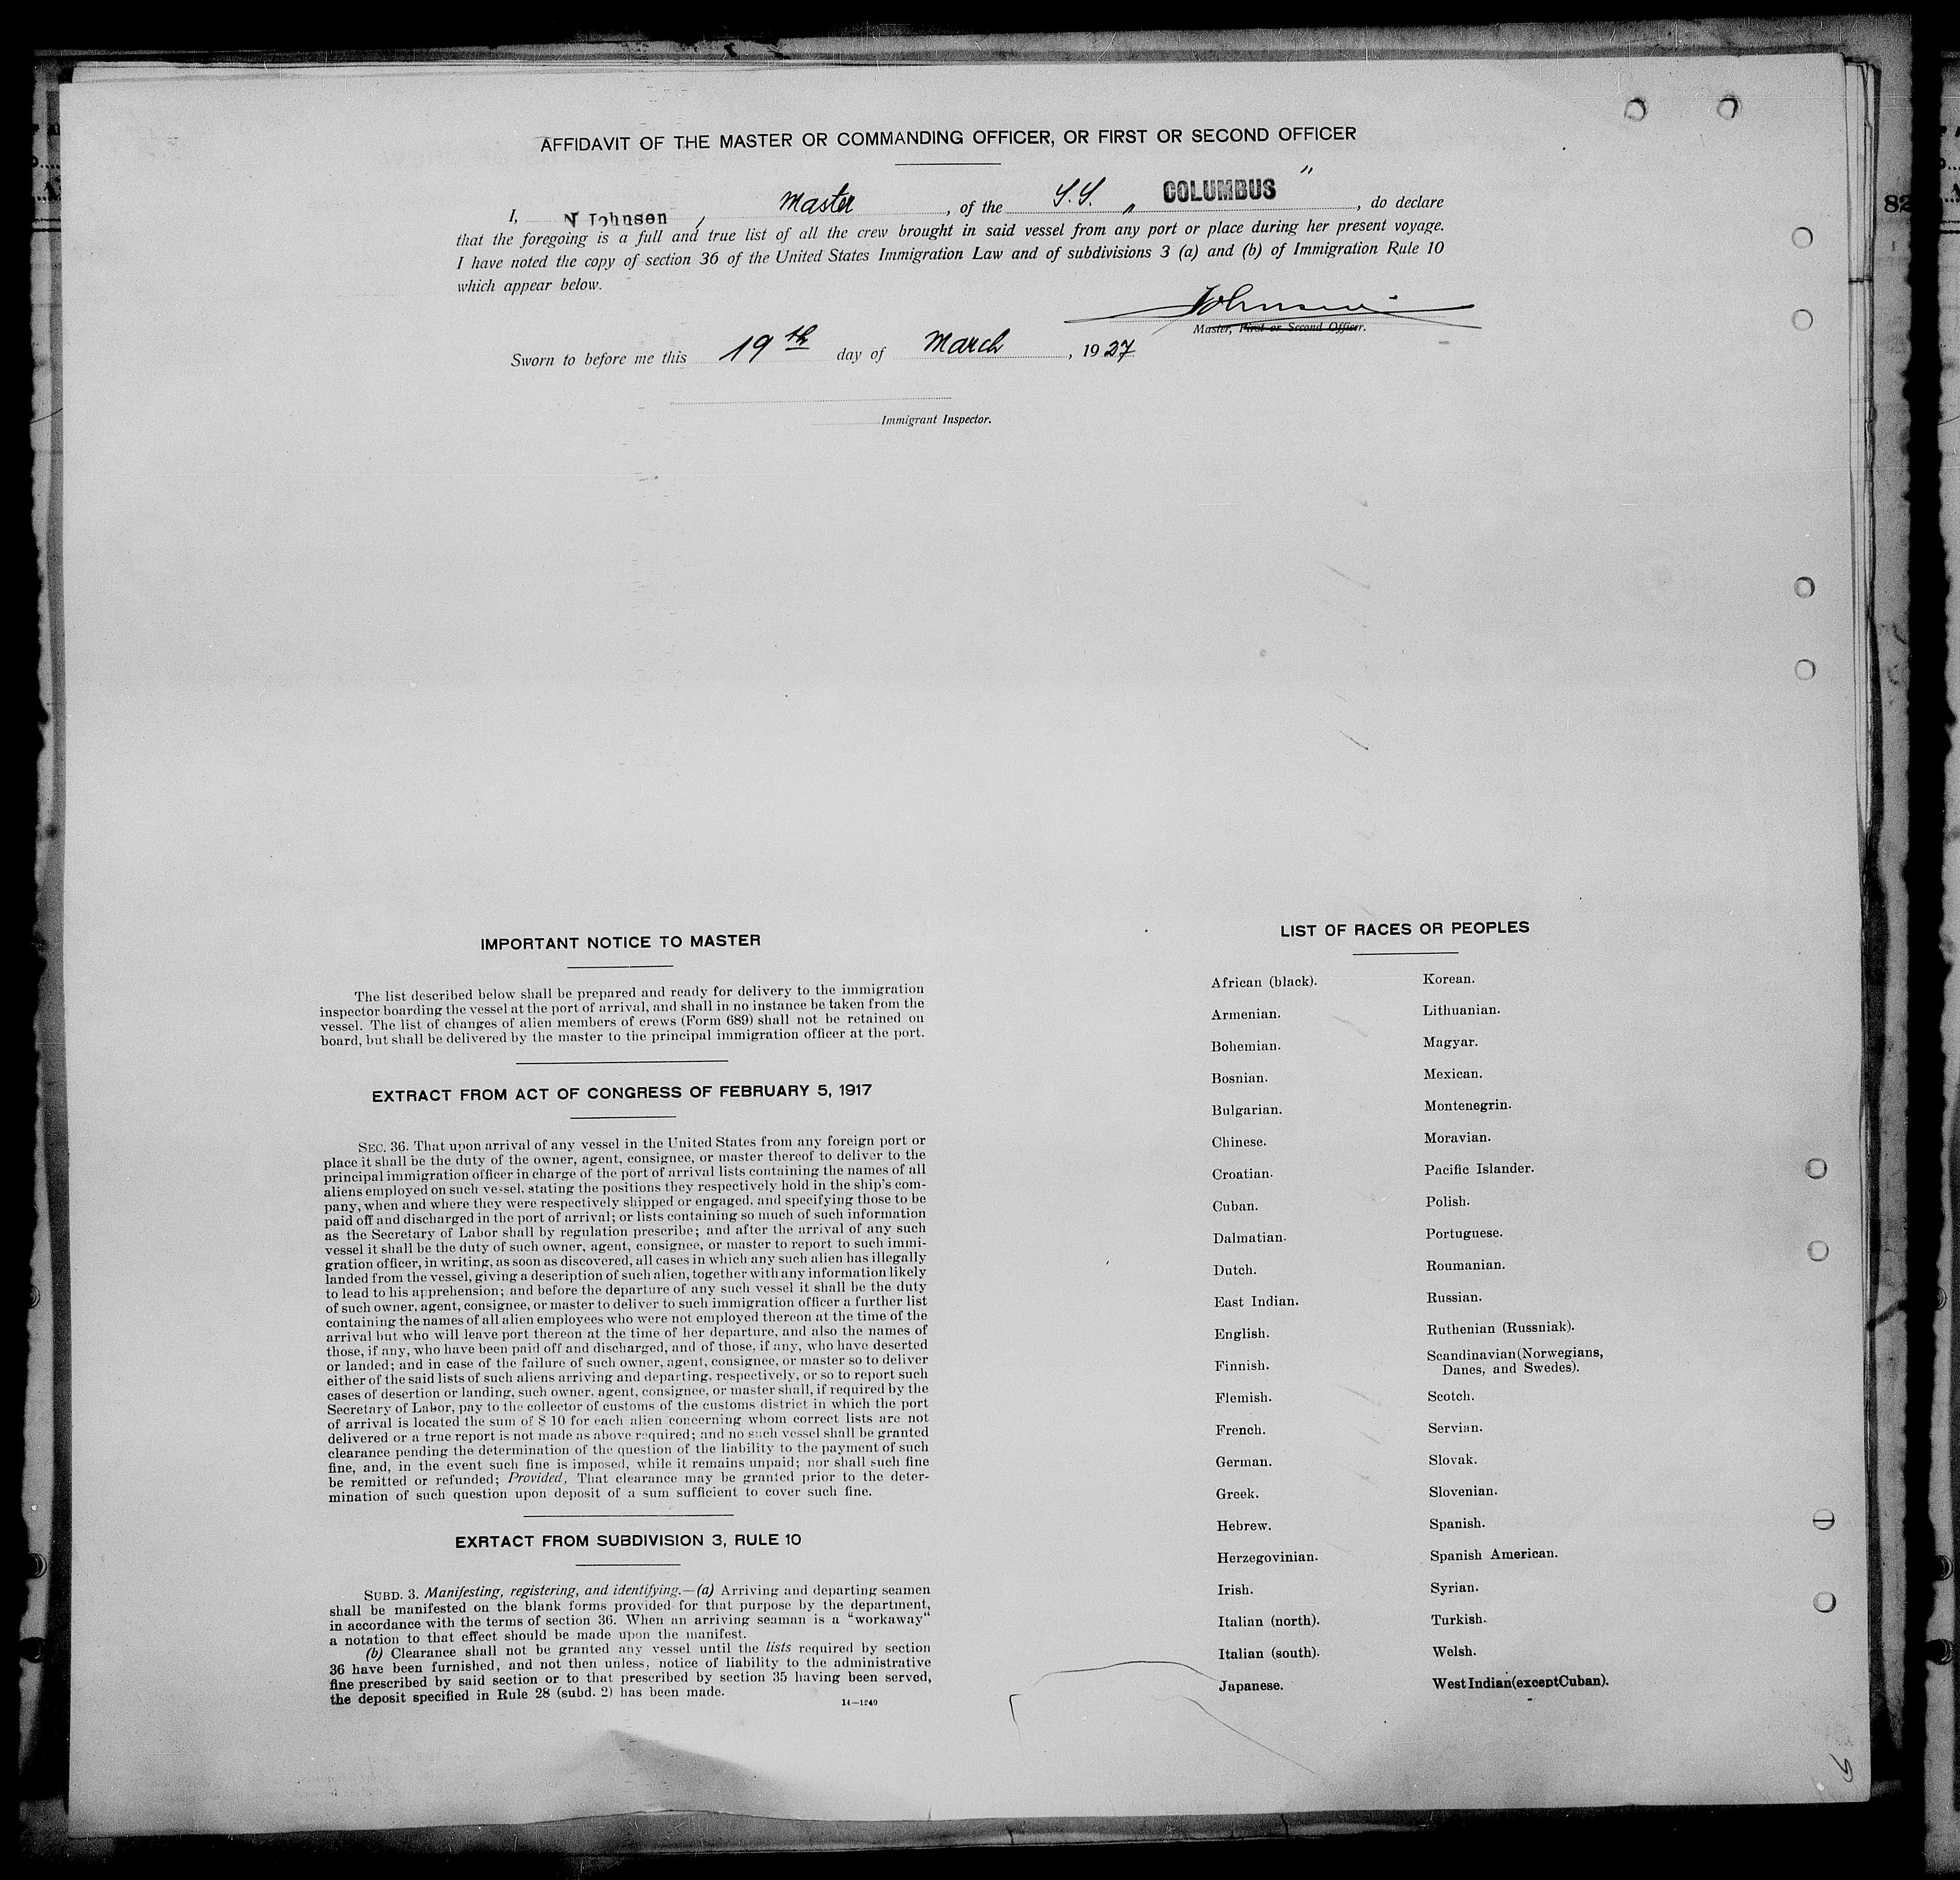 AFFIDAVIT OF THE MASTER OR COMMANDING OFFICER, OR FIRST OR SECOND OFFICER
I, N Johnsen, Master, of the S.S. „COLUMBUS", do declare
that the foregoing is a full and true list of all the crew brought in said vessel from any port or place during her present voyage.
I have noted the copy of section 36 of the United States Immigration Law and of subdivisions 3 (a) and (b) of Immigration Rule 10
which appear below.
Johnsen
Master, First or Second Officer.
Sworn to before me this 19th day of March, 1927
Immigrant Inspector.
IMPORTANT NOTICE TO MASTER
The list described below shall be prepared and ready for delivery to the immigration
inspector boarding the vessel at the port of arrival, and shall in no instance be taken from the
vessel. The list of changes of alien members of crews (Form 689) shall not be retained on
board, but shall be delivered by the master to the principal immigration officer at the port.
EXTRACT FROM ACT OF CONGRESS OF FEBRUARY 5, 1917
SEC. 36. That upon arrival of any vessel in the United States from any foreign port or
place it shall be the duty of the owner, agent, consignee, or master thereof to deliver to the
principal immigration officer in charge of the port of arrival lists containing the names of all
aliens employed on such vessel, stating the positions they respectively hold in the ship's com-
pany, when and where they were respectively shipped or engaged, and specifying those to be
paid off and discharged in the port of arrival; or lists containing so much of such information
as the Secretary of Labor shall by regulation prescribe; and after the arrival of any such
vessel it shall be the duty of such owner, agent, consignee, or master to report to such immi-
gration officer, in writing, as soon as discovered, all cases in which any such alien has illegally
landed from the vessel, giving a description of such alien, together with any information likely
to lead to his apprehension; and before the departure of any such vessel it shall be the duty
of such owner, agent, consignee, or master to deliver to such immigration officer a further list
containing the names of all alien employees who were not employed thereon at the time of the
arrival but who will leave port thereon at the time of her departure, and also the names of
those, if any, who have been paid off and discharged, and of those, if any, who have deserted
or landed; and in case of the failure of such owner, agent, consignee, or master so to deliver
either of the said lists of such aliens arriving and departing, respectively, or so to report such
cases of desertion or landing, such owner, agent, consignee, or master shall, if required by the
Secretary of Labor, pay to the collector of customs of the customs district in which the port
of arrival is located the sum of $ 10 for each alien concerning whom correct lists are not
delivered or a true report is not made as above required; and no such vessel shall be granted
clearance pending the determination of the question of the liability to the payment of such
fine, and, in the event such fine is imposed, while it remains unpaid; nor shall such fine
be remitted or refunded; Provided, That clearance may be granted prior to the deter-
mination of such question upon deposit of a sum sufficient to cover such fine.
EXRTACT FROM SUBDIVISION 3, RULE 10
SUBD. 3. Manifesting, registering, and identifying.—(a) Arriving and departing seamen
shall be manifested on the blank forms provided for that purpose by the department,
in accordance with the terms of section 36. When an arriving seaman is a "workaway"
a notation to that effect should be made upon the manifest.
(b) Clearance shall not be granted any vessel until the lists required by section
36 have been furnished, and not then unless, notice of liability to the administrative
fine prescribed by said section or to that prescribed by section 35 having been served,
the deposit specified in Rule 28 (subd. 2) has been made.
14—1240
LIST OF RACES OR PEOPLES
African (black).
Armenian.
Bohemian.
Bosnian.
Bulgarian.
Chinese.
Croatian.
Cuban.
Dalmatian.
Dutch.
East Indian.
English.
Finnish.
Flemish.
French.
German.
Greek.
Hebrew.
Herzegovinian.
Irish.
Italian (north).
Italian (south).
Japanese.
Korean.
Lithuanian.
Magyar.
Mexican.
Montenegrin.
Moravian.
Pacific Islander.
Polish.
Portuguese.
Roumanian.
Russian.
Ruthenian (Russniak).
Scandinavian (Norwegians,
Danes, and Swedes).
Scotch.
Servian.
Slovak.
Slovenian.
Spanish.
Spanish American.
Syrian.
Turkish.
Welsh.
West Indian (except Cuban).
82